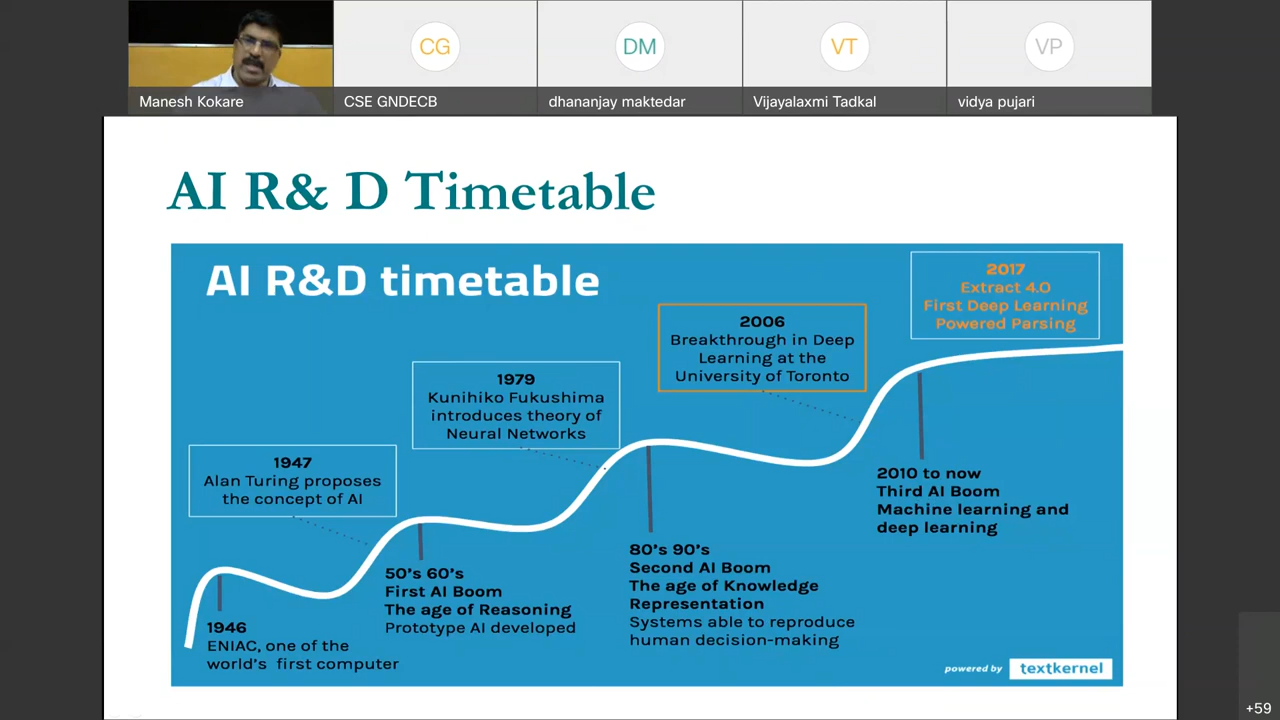 CG
DM
VT
VP
Manesh Kokare
CSE GNDECB
dhananjay maktedar
Vijayalaxmi Tadkal
vidya pujari
AI R& D Timetable
AI R&D timetable
2017
Extract 4.0
First Deep Learning
Powered Parsing
2006
Breakthrough in Deep
Learning at the
University of Toronto
1979
Kunihiko Fukushima
introduces theory of
Neural Networks
1947
Alan Turing proposes
the concept of AI
2010 to now
Third AI Boom
Machine learning and
deep learning
80's 90's
Second AI Boom
The age of Knowledge
Representation
Systems able to reproduce
human decision-making
50's 60's
First AI Boom
The age of Reasoning
Prototype AI developed
1946
ENIAC, one of the
world's first computer
powered by textkernel
+59